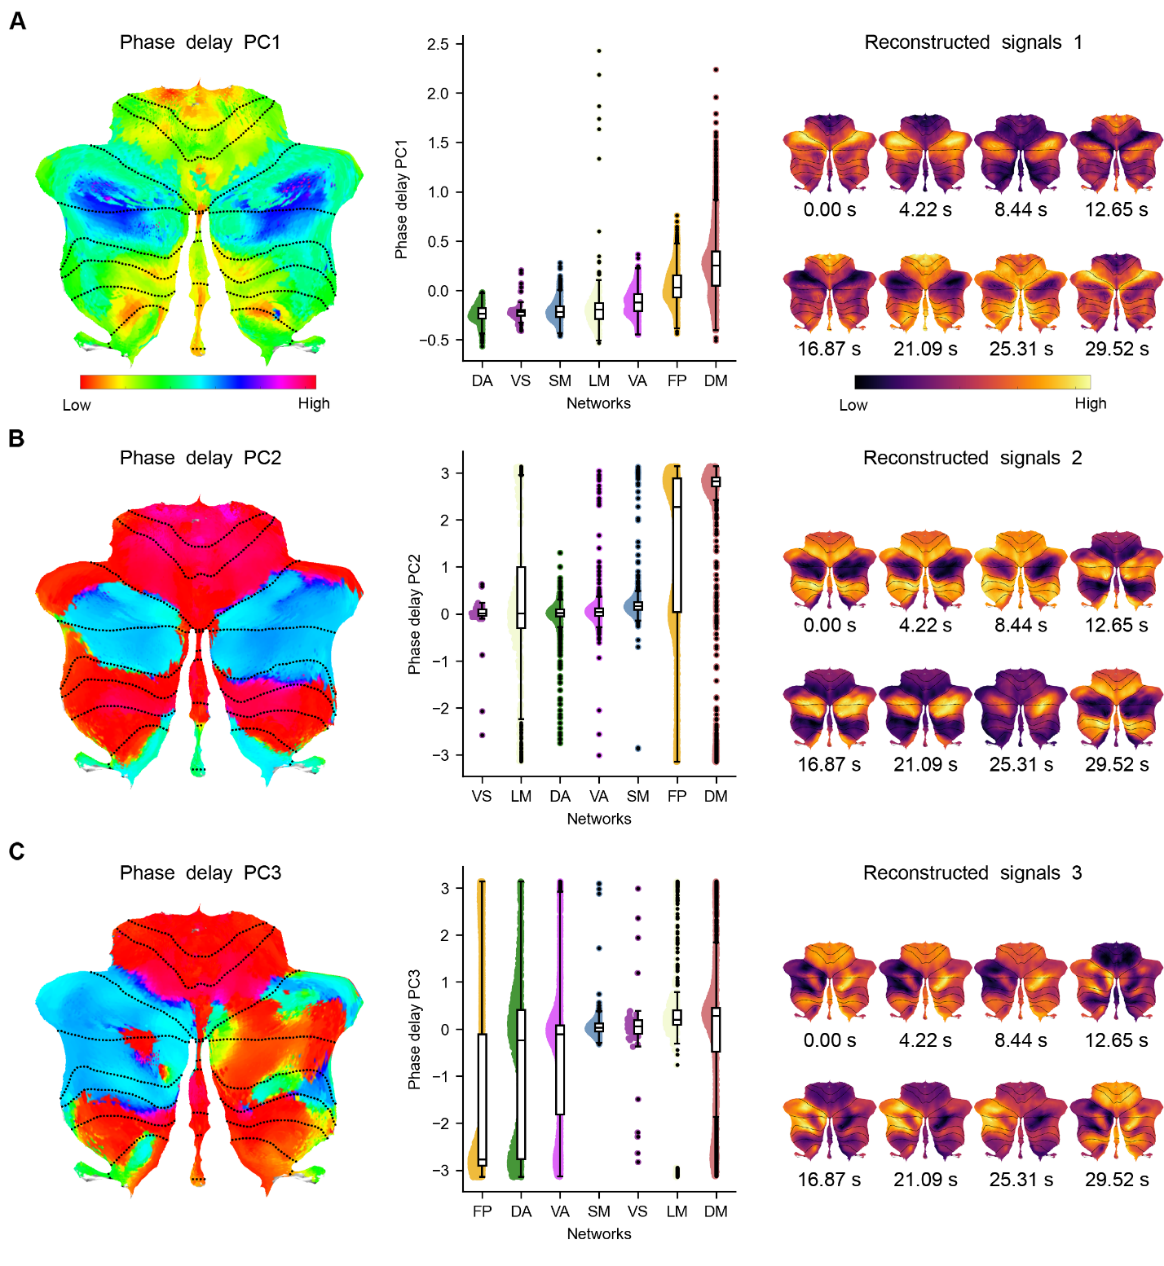 A
Phase delay PC1
Reconstructed signals 1
Phase delay PC1
2.5
2.0
1.5
1.0
0.5
0.0
−0.5
DA VS SM LM VA FP DM
Networks
0.00 s 4.22 s 8.44 s 12.65 s
16.87 s 21.09 s 25.31 s 29.52 s
Low High
Low High
B
Phase delay PC2
Reconstructed signals 2
Phase delay PC2
3
2
1
0
−1
−2
−3
VS LM DA VA SM FP DM
Networks
0.00 s 4.22 s 8.44 s 12.65 s
16.87 s 21.09 s 25.31 s 29.52 s
C
Phase delay PC3
Reconstructed signals 3
Phase delay PC3
3
2
1
0
−1
−2
−3
FP DA VA SM VS LM DM
Networks
0.00 s 4.22 s 8.44 s 12.65 s
16.87 s 21.09 s 25.31 s 29.52 s